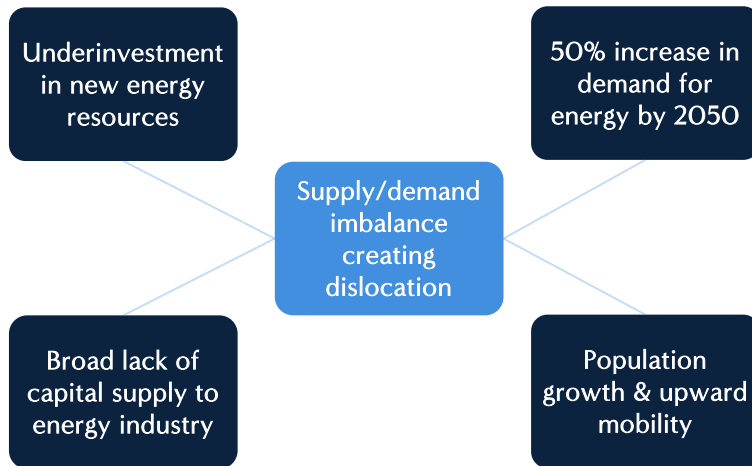 Underinvestment
in new energy
resources
50% increase in
demand for
energy by 2050
Supply/demand
imbalance
creating
dislocation
Broad lack of
capital supply to
energy industry
Population
growth & upward
mobility